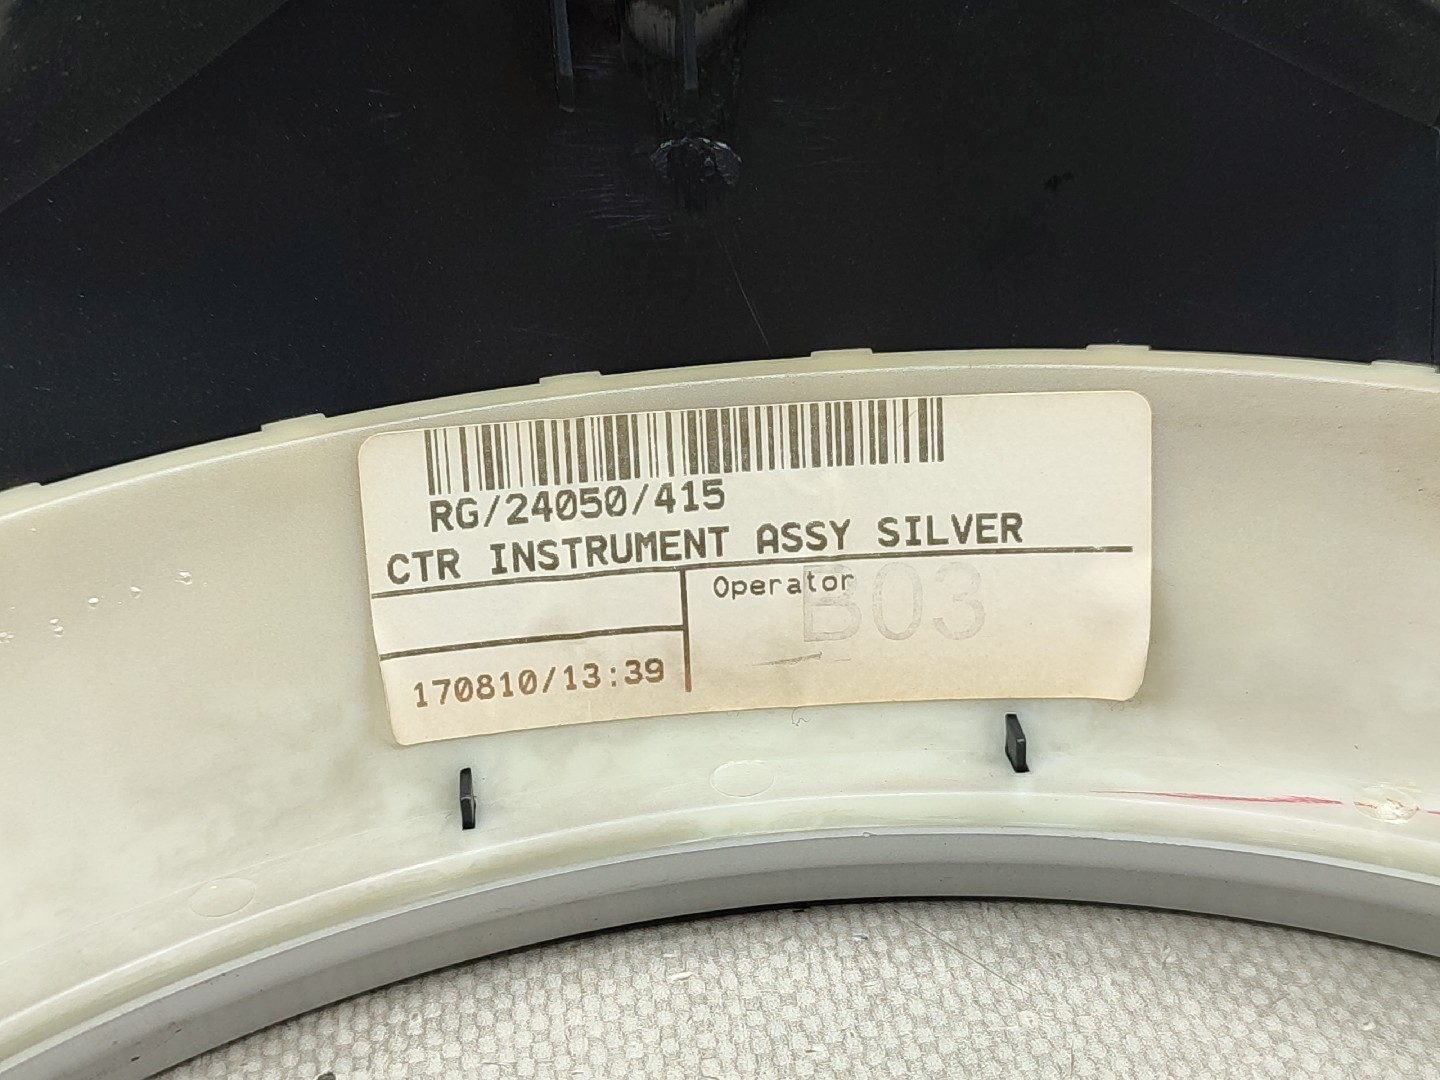 RG/24050/415
CTR INSTRUMENT ASSY SILVER
Operator
B03
170810/13:39